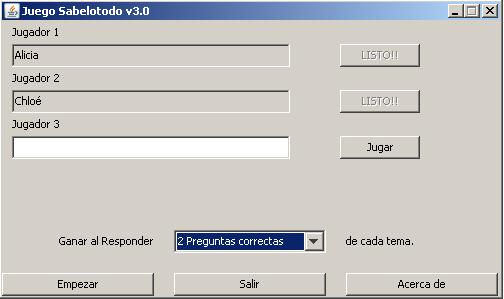 Juego Sabelotodo v3.0
Jugador 1
Alicia LISTO!!
Jugador 2
Chloé LISTO!!
Jugador 3
Jugar
Ganar al Responder 2 Preguntas correctas de cada tema.
Empezar Salir Acerca de